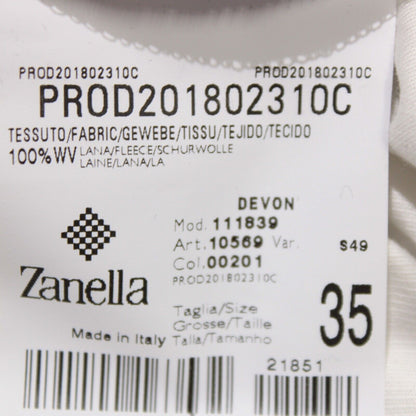 PROD201802310C PROD201802310C
PROD201802310C
TESSUTO/FABRIC/GEWEBE/TISSU/TEJIDO/TECIDO
100%WV LANA/FLEECE/SCHURWOLLE
LAINE/LANA/LA
DEVON
Mod. 111839
Art. 10569 Var. S49
Col. 00201
PROD201802310C
Zanella
Taglia/Size
Grosse/Taille
Made in Italy Talla/Tamanho
35
21851